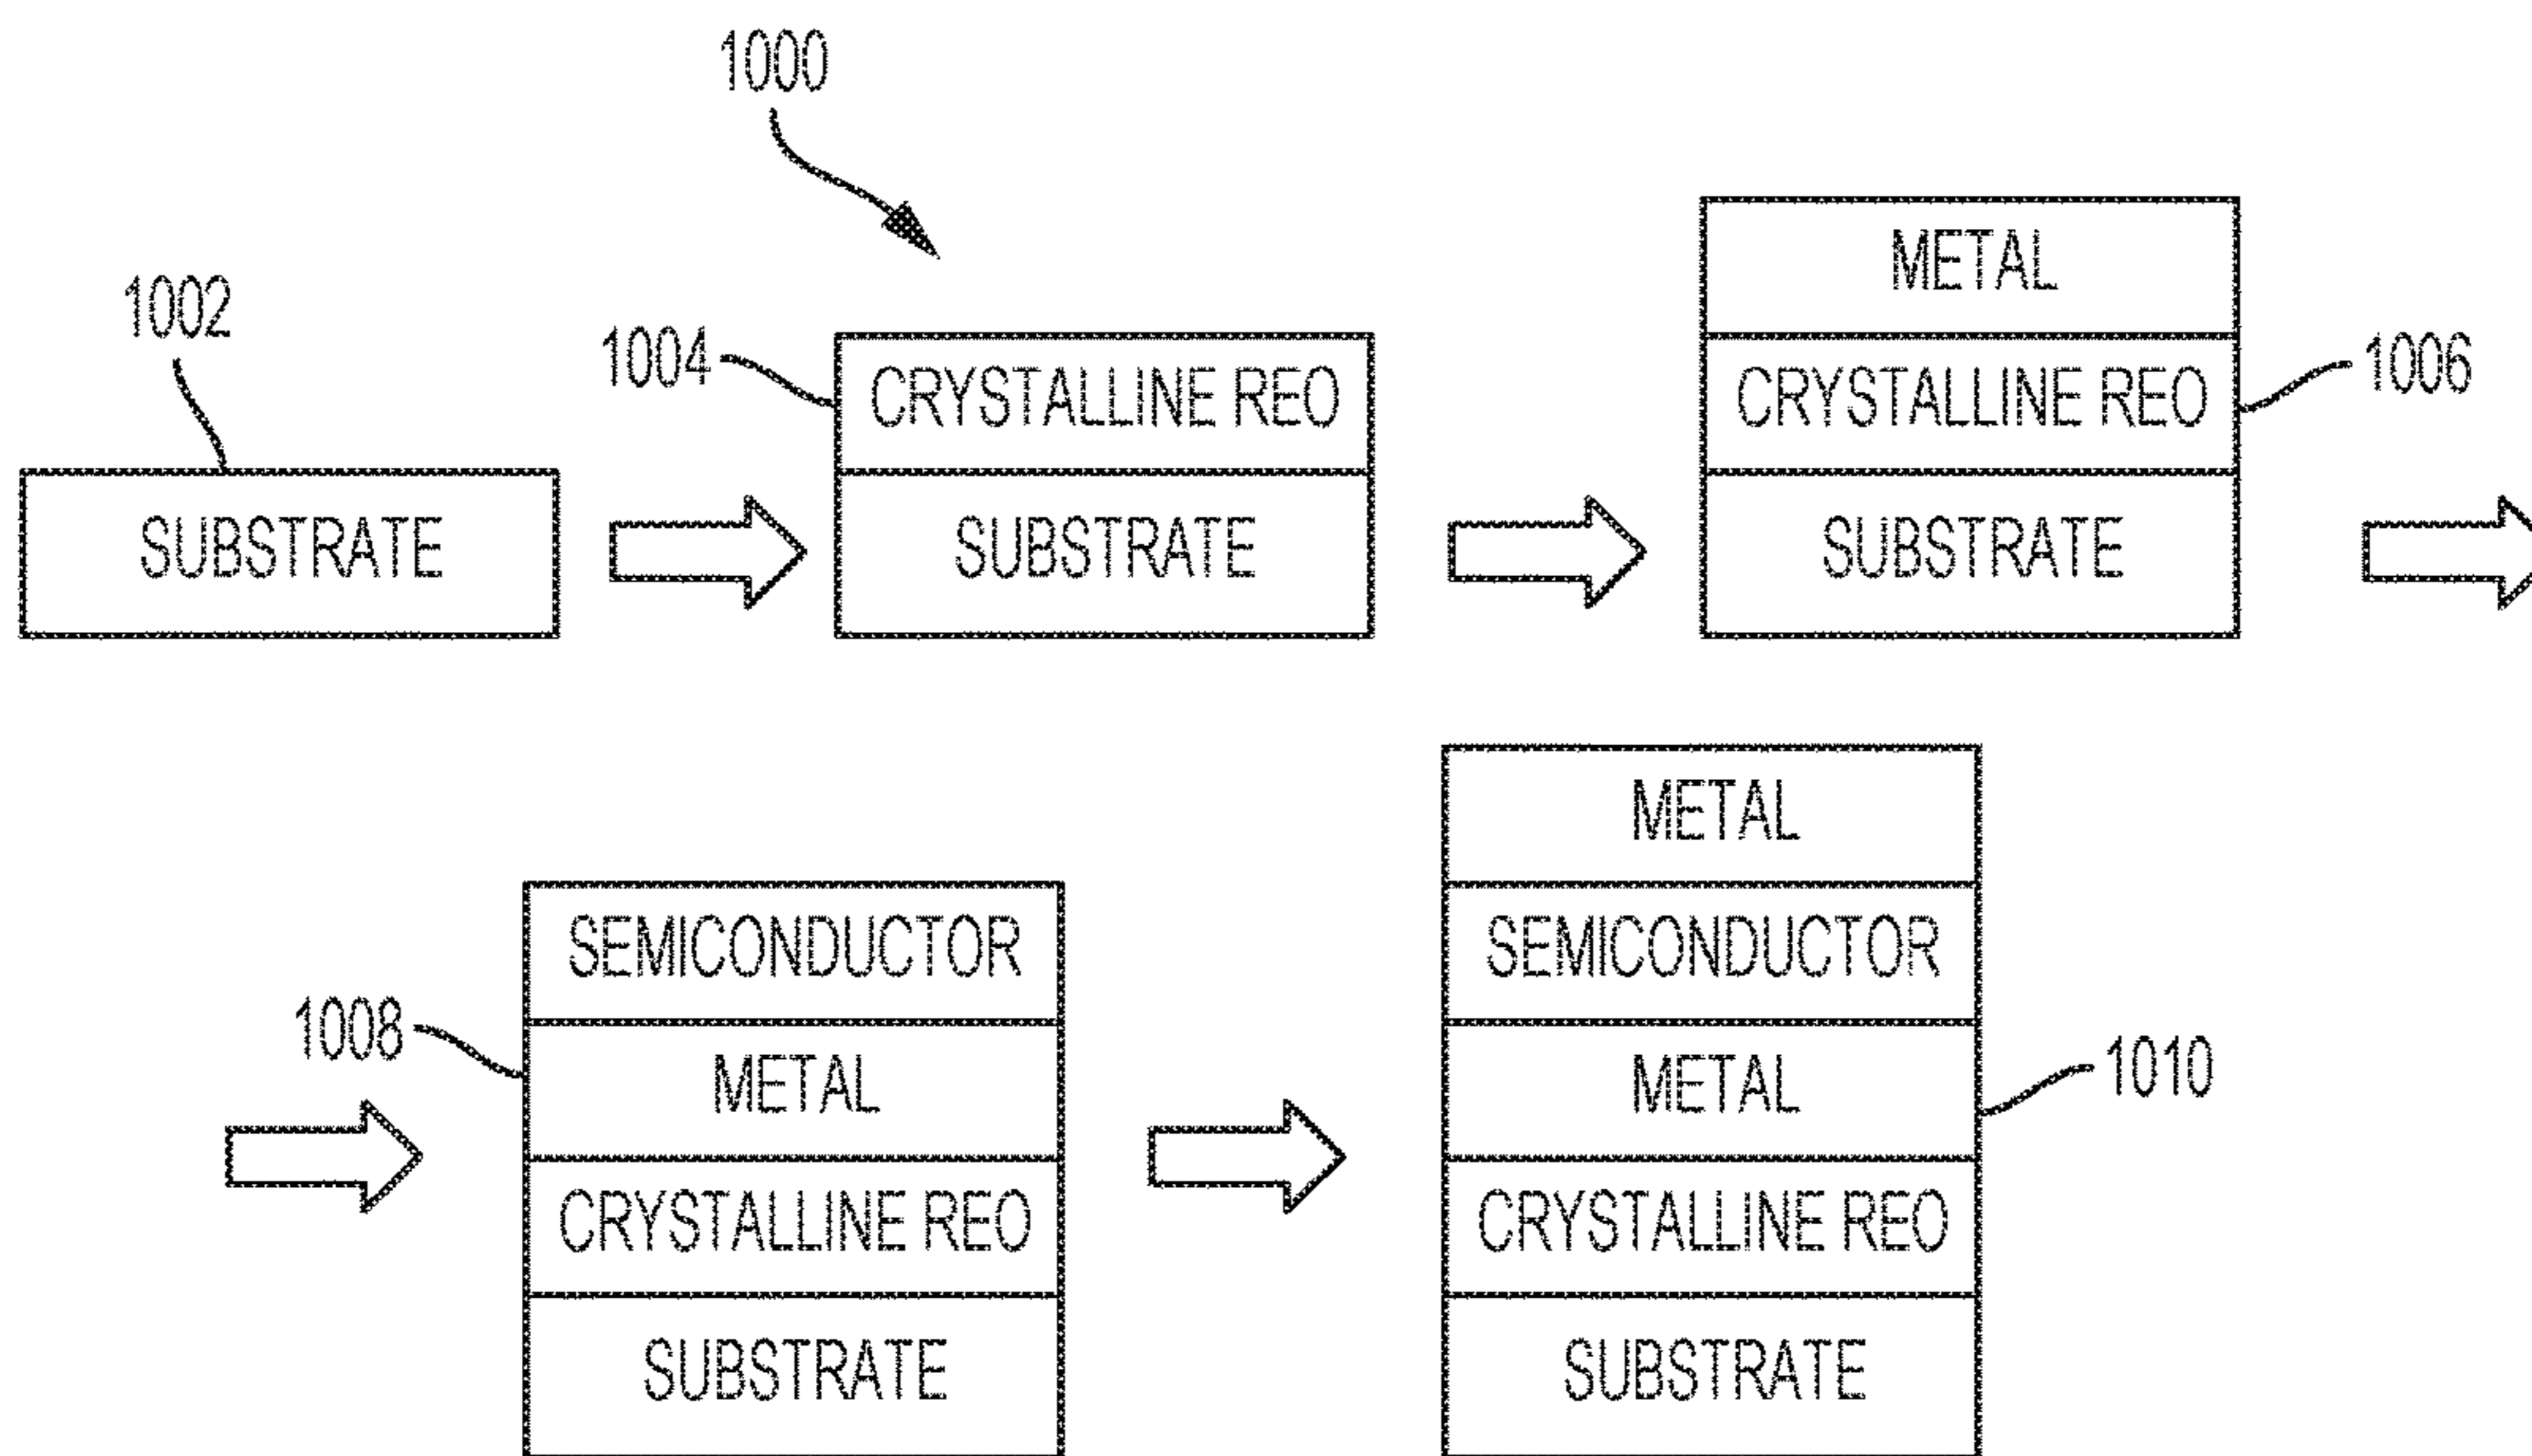 1000
1002
SUBSTRATE
1004
CRYSTALLINE REO
SUBSTRATE
METAL
CRYSTALLINE REO
SUBSTRATE
1006
1008
SEMICONDUCTOR
METAL
CRYSTALLINE REO
SUBSTRATE
METAL
SEMICONDUCTOR
METAL
CRYSTALLINE REO
SUBSTRATE
1010